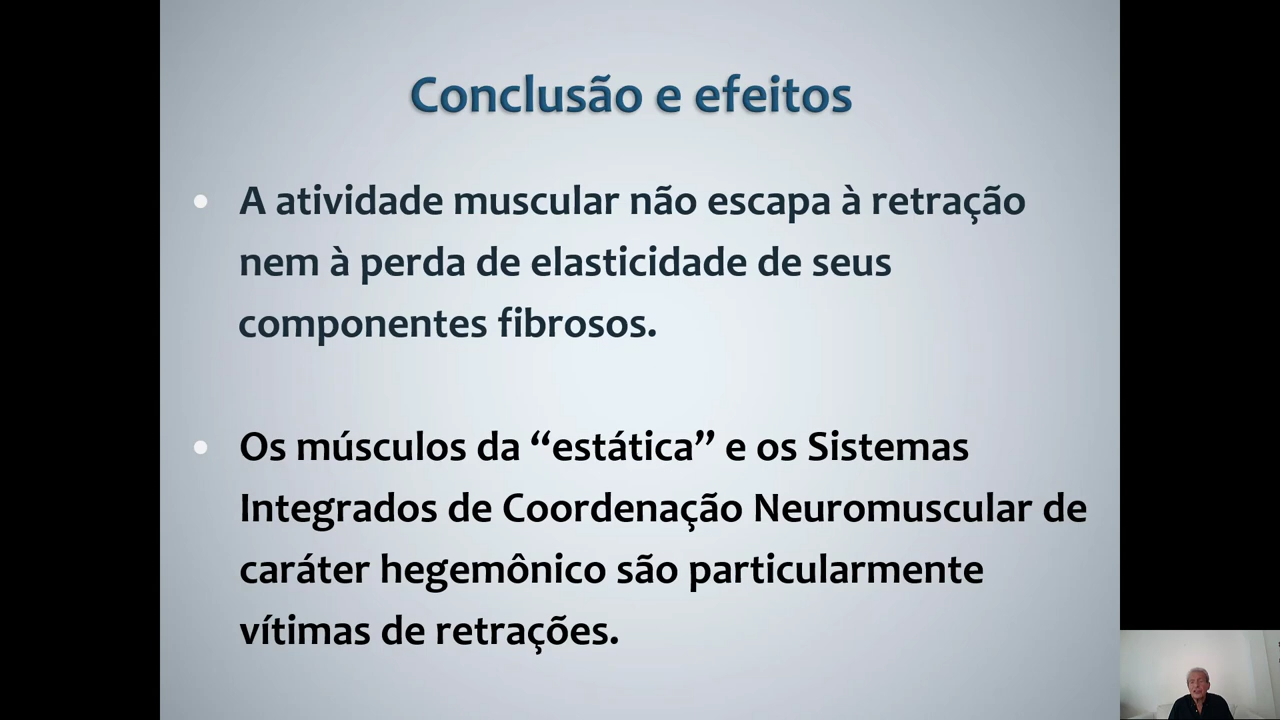 Conclusão e efeitos
• A atividade muscular não escapa à retração
nem à perda de elasticidade de seus
componentes fibrosos.
• Os músculos da “estática” e os Sistemas
Integrados de Coordenação Neuromuscular de
caráter hegemônico são particularmente
vítimas de retrações.